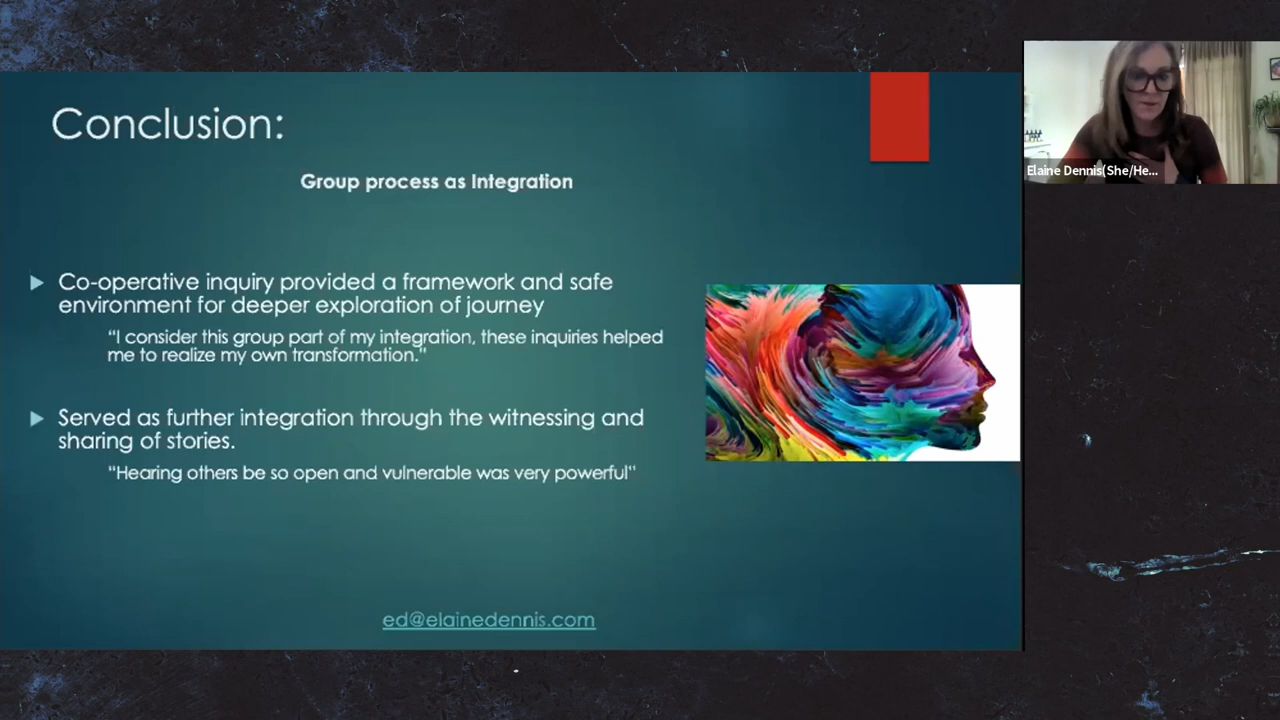 Conclusion:
Group process as Integration
Co-operative inquiry provided a framework and safe
environment for deeper exploration of journey
“I consider this group part of my integration, these inquiries helped
me to realize my own transformation.”
Served as further integration through the witnessing and
sharing of stories.
“Hearing others be so open and vulnerable was very powerful”
ed@elainedennis.com
Elaine Dennis(She/He...